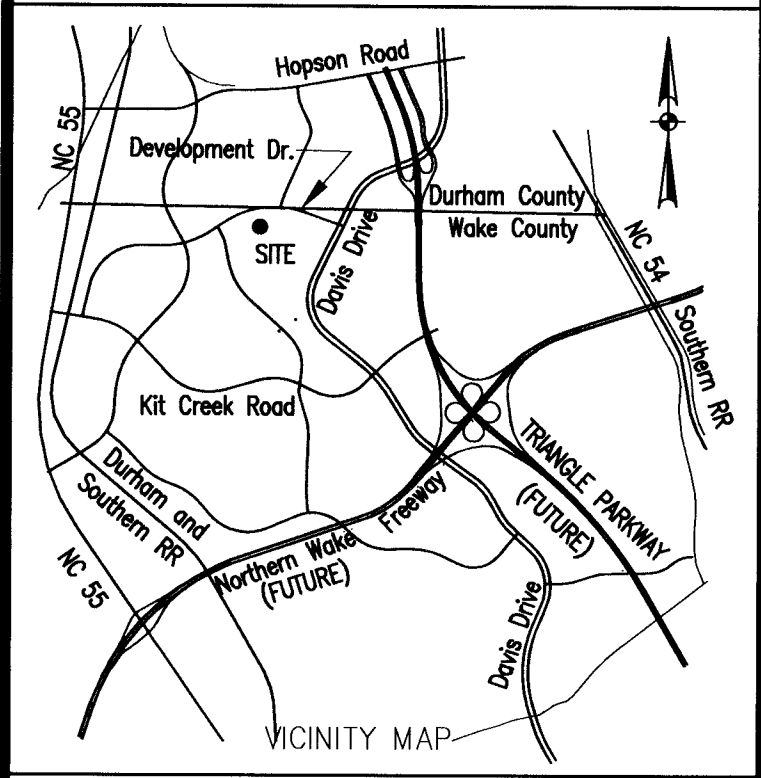 Hopson Road
NC 55
Development Dr.
Durham County
Wake County
SITE
Davis Drive
NC 54
Southern RR
Kit Creek Road
TRIANGLE PARKWAY
(FUTURE)
Durham and
Southern RR
Freeway
Northern Wake
(FUTURE)
NC 55
Davis Drive
VICINITY MAP